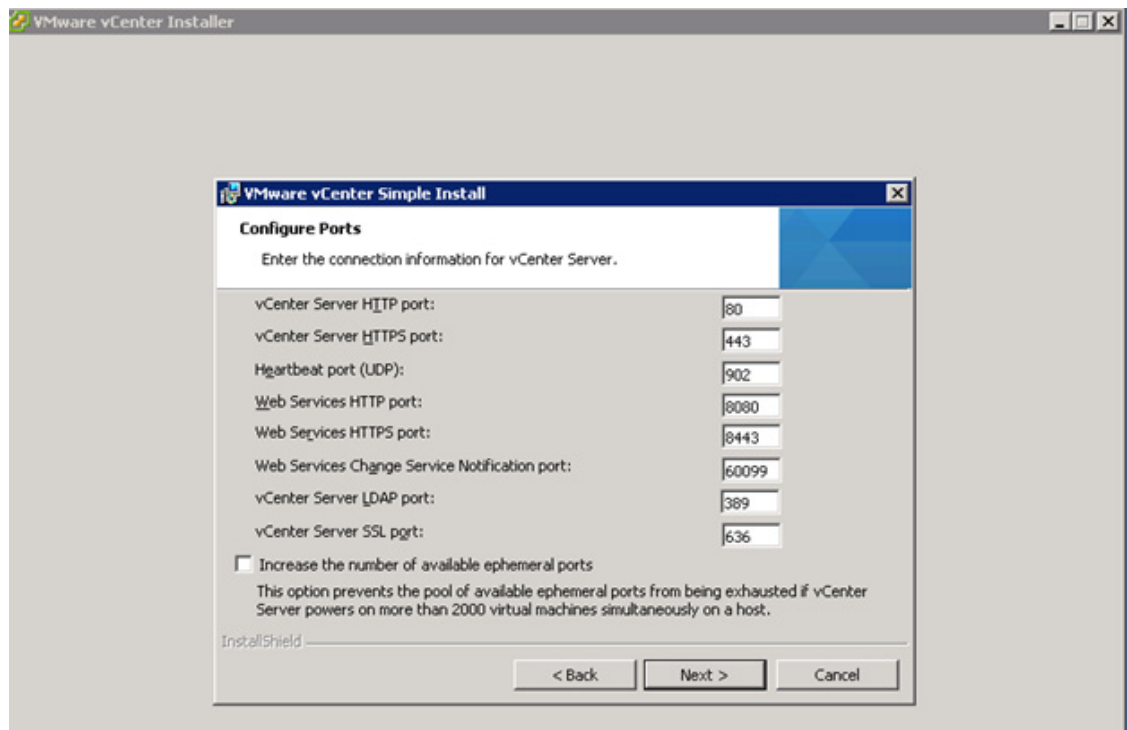 VMware vCenter Installer
VMware vCenter Simple Install
Configure Ports
Enter the connection information for vCenter Server.
vCenter Server HTTP port: 80
vCenter Server HTTPS port: 443
Heartbeat port (UDP): 902
Web Services HTTP port: 8080
Web Services HTTPS port: 8443
Web Services Change Service Notification port: 60099
vCenter Server LDAP port: 389
vCenter Server SSL port: 636
Increase the number of available ephemeral ports
This option prevents the pool of available ephemeral ports from being exhausted if vCenter
Server powers on more than 2000 virtual machines simultaneously on a host.
InstallShield
< Back Next > Cancel